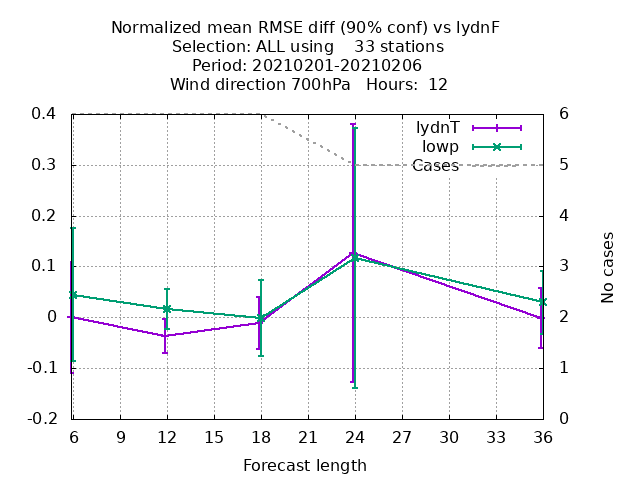 Normalized mean RMSE diff (90% conf) vs lydnF
Selection: ALL using    33 stations
Period: 20210201-20210206
Wind direction 700hPa   Hours:  12
0.4
0.3
0.2
0.1
0
-0.1
-0.2
6
5
4
3
2
1
0
lydnT
lowp
Cases
No cases
6 9 12 15 18 21 24 27 30 33 36
Forecast length